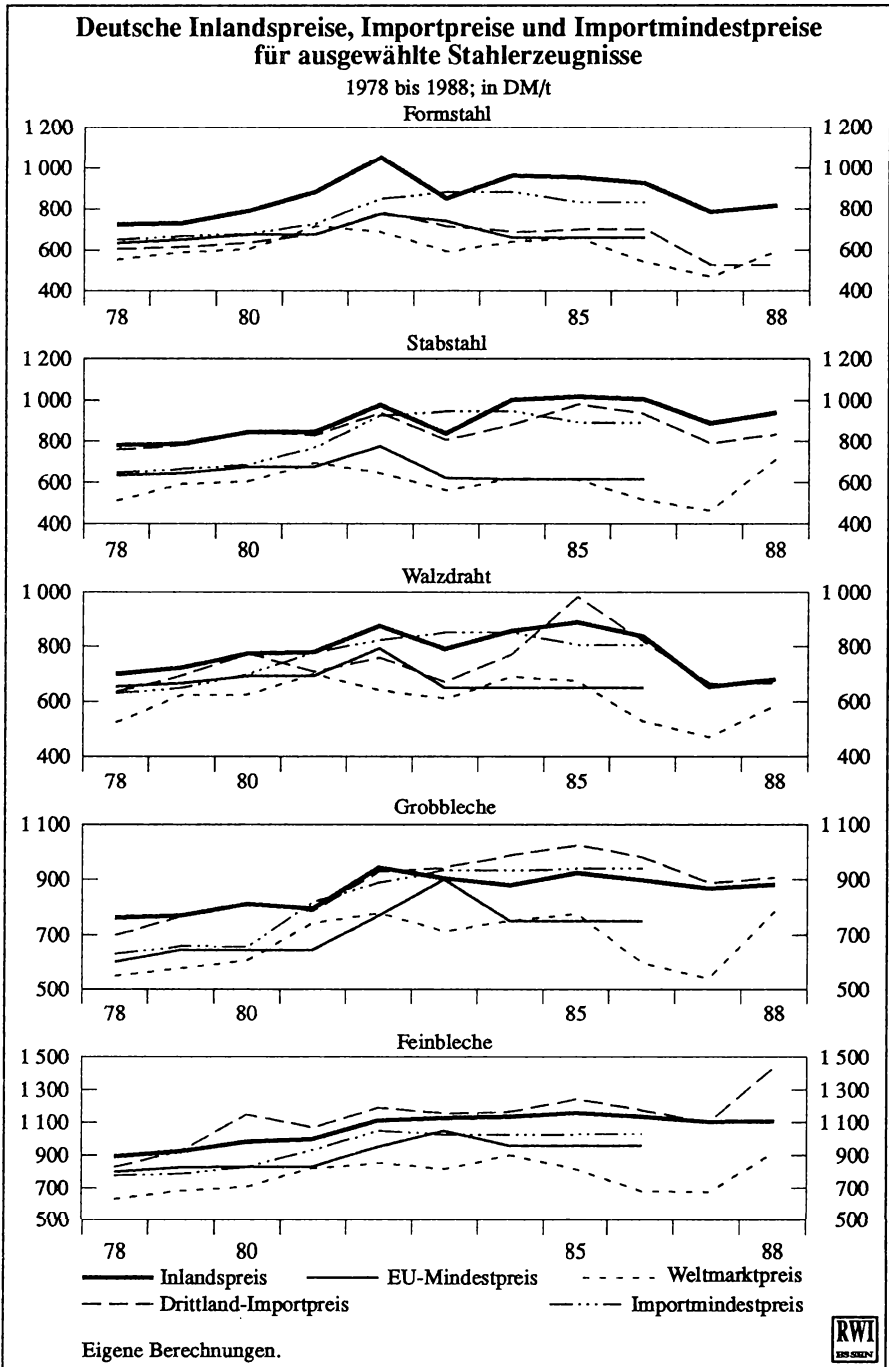 Deutsche Inlandspreise, Importpreise und Importmindestpreise
für ausgewählte Stahlerzeugnisse
1978 bis 1988; in DM/t
Formstahl
1 200 1 200
1 000 1 000
800 800
600 600
400 400
78 80 85 88
Stabstahl
1 200 1 200
1 000 1 000
800 800
600 600
400 400
78 80 85 88
Walzdraht
1 000 1 000
800 800
600 600
400 400
78 80 85 88
Grobbleche
1 100 1 100
900 900
700 700
500 500
78 80 85 88
Feinbleche
1 500 1 500
1 300 1 300
1 100 1 100
900 900
700 700
500 500
78 80 85 88
Inlandspreis EU-Mindestpreis Weltmarktpreis
Drittland-Importpreis Importmindestpreis
Eigene Berechnungen.
RWI
ESSEN